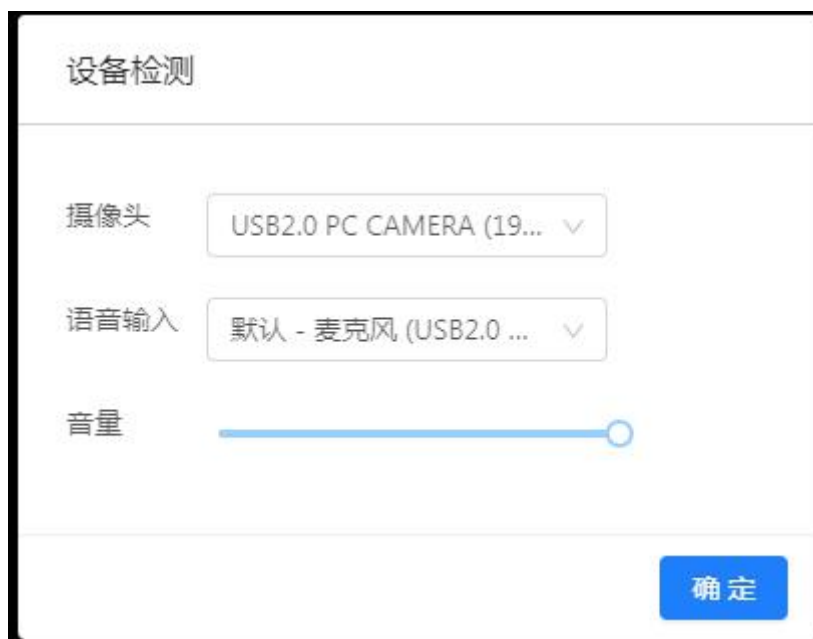 设备检测
摄像头
USB2.0 PC CAMERA (19...
语音输入
默认 - 麦克风 (USB2.0 ...
音量
确 定